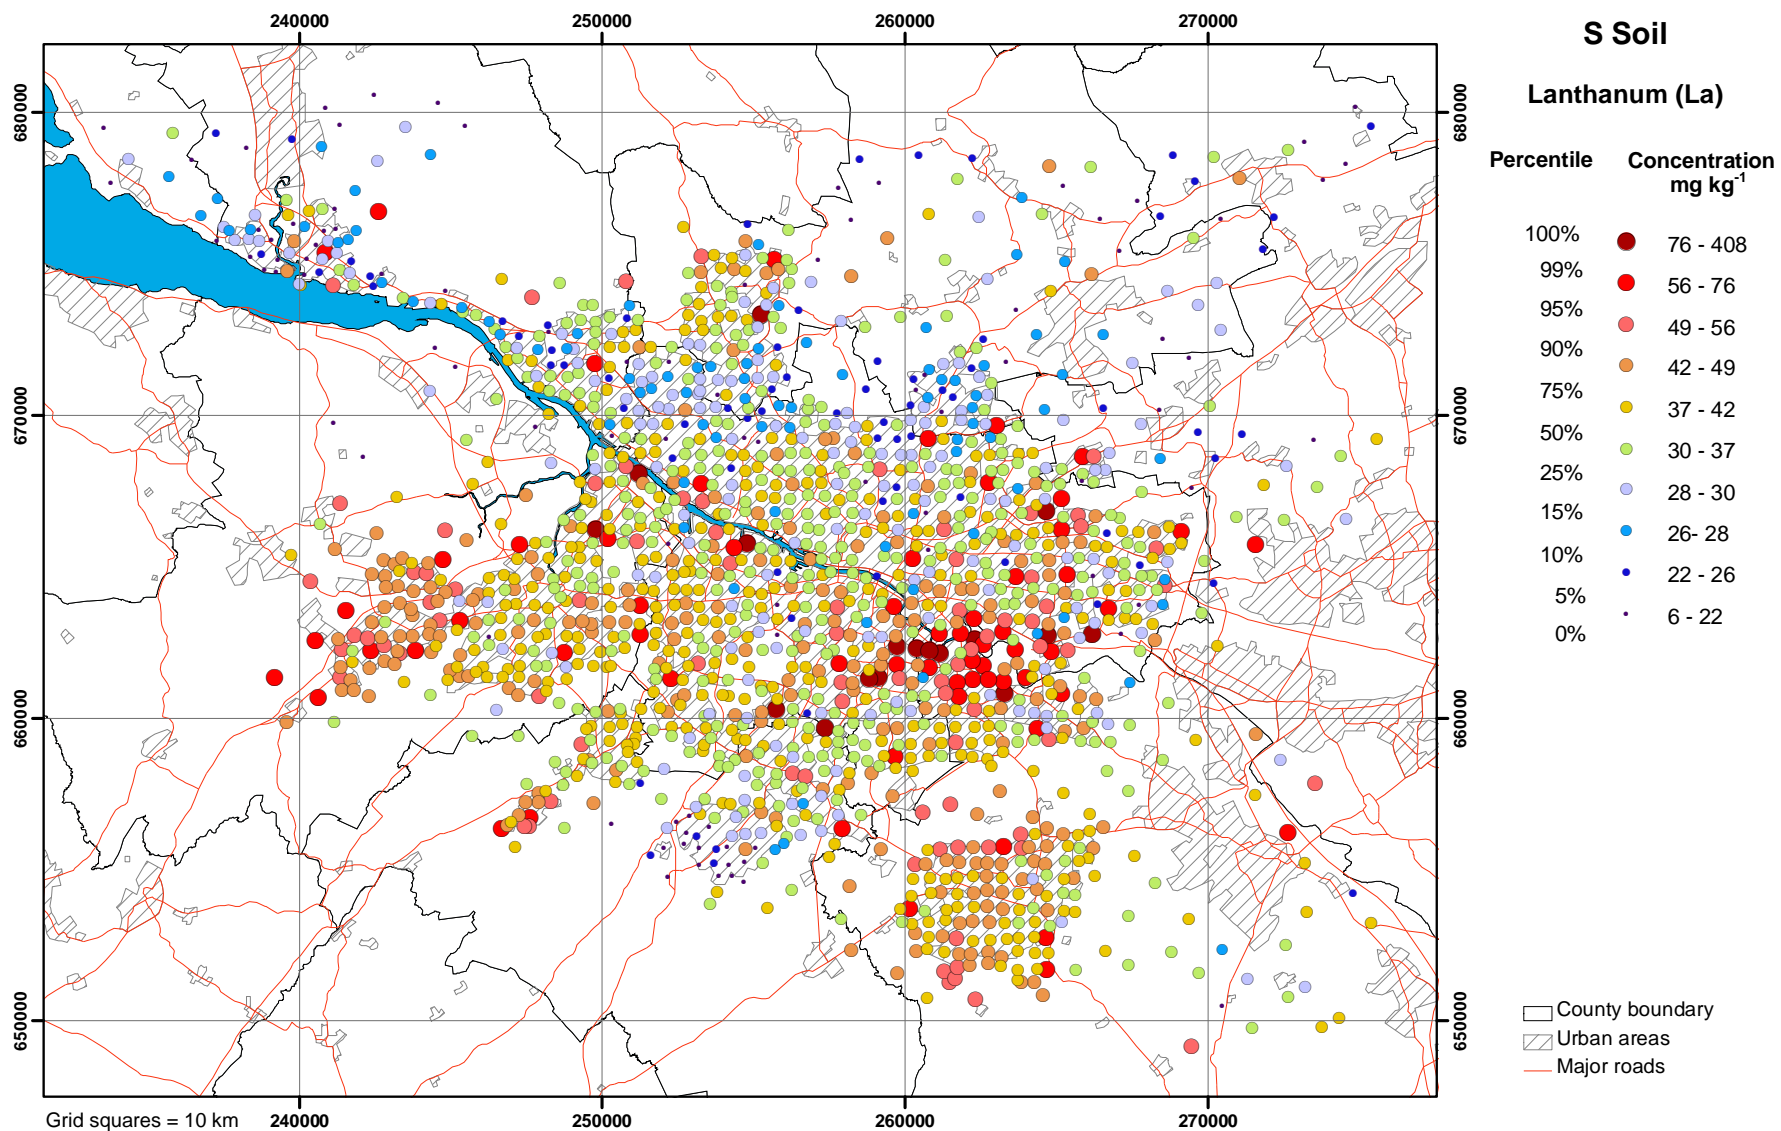 S Soil
Lanthanum (La)
Percentile Concentration
mg kg-1
100%
99%
95%
90%
75%
50%
25%
15%
10%
5%
0%
76 - 408
56 - 76
49 - 56
42 - 49
37 - 42
30 - 37
28 - 30
26- 28
22 - 26
6 - 22
County boundary
Urban areas
Major roads
240000 250000 260000 270000
680000 680000
670000 670000
660000 660000
650000 650000
Grid squares = 10 km 240000 250000 260000 270000